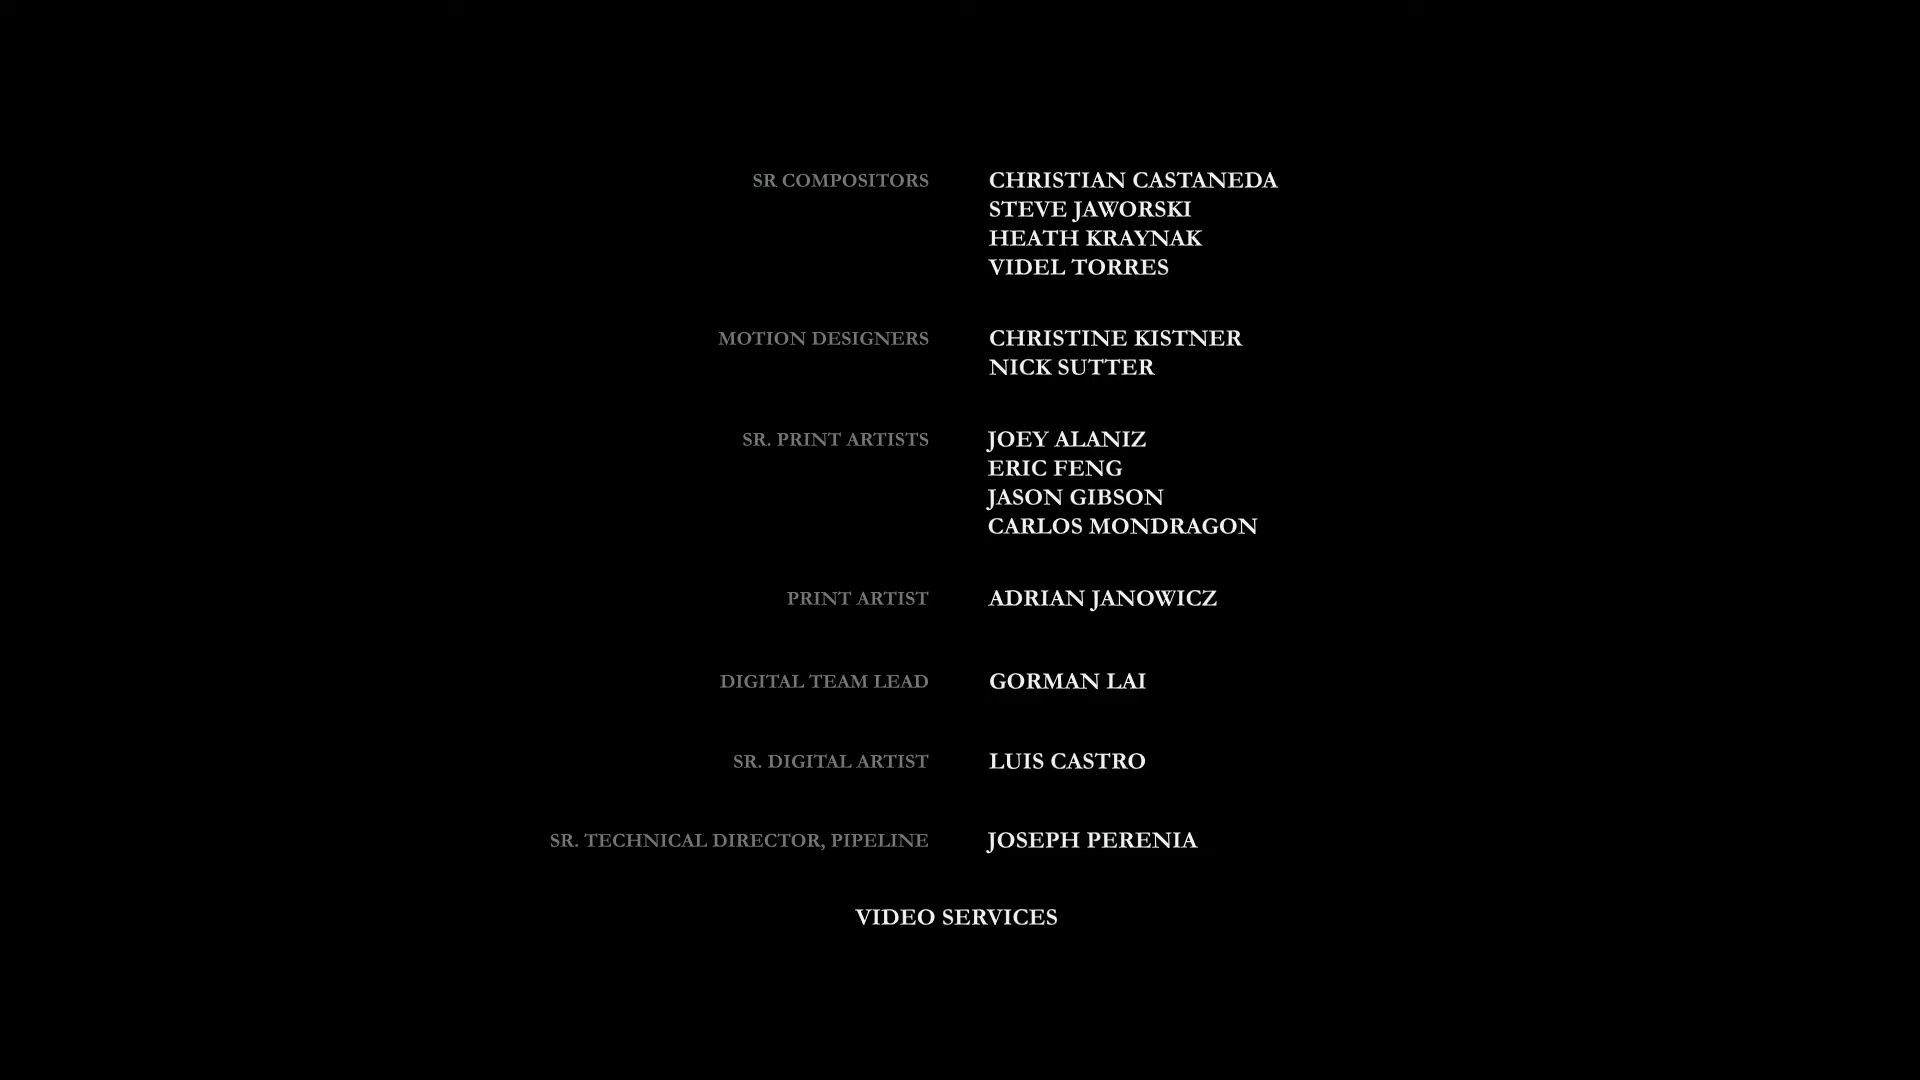 SR COMPOSITORS CHRISTIAN CASTANEDA
STEVE JAWORSKI
HEATH KRAYNAK
VIDEL TORRES
MOTION DESIGNERS CHRISTINE KISTNER
NICK SUTTER
SR. PRINT ARTISTS JOEY ALANIZ
ERIC FENG
JASON GIBSON
CARLOS MONDRAGON
PRINT ARTIST ADRIAN JANOWICZ
DIGITAL TEAM LEAD GORMAN LAI
SR. DIGITAL ARTIST LUIS CASTRO
SR. TECHNICAL DIRECTOR, PIPELINE JOSEPH PERENIA
VIDEO SERVICES